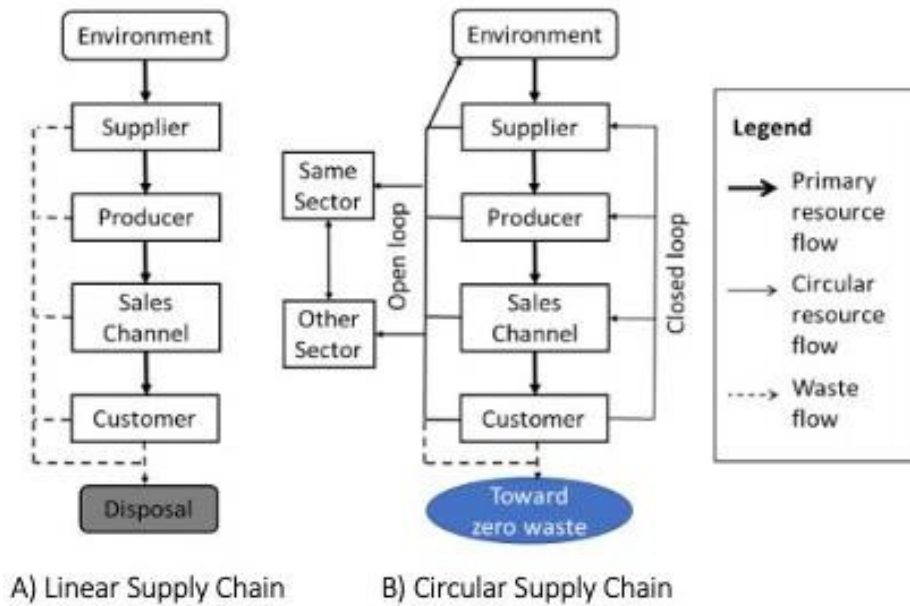 Environment
Supplier
Producer
Sales
Channel
Customer
Disposal
A) Linear Supply Chain
Environment
Supplier
Same
Sector
Producer
Open loop
Closed loop
Other
Sector
Sales
Channel
Customer
Toward
zero waste
B) Circular Supply Chain
Legend
Primary
resource
flow
Circular
resource
flow
Waste
flow